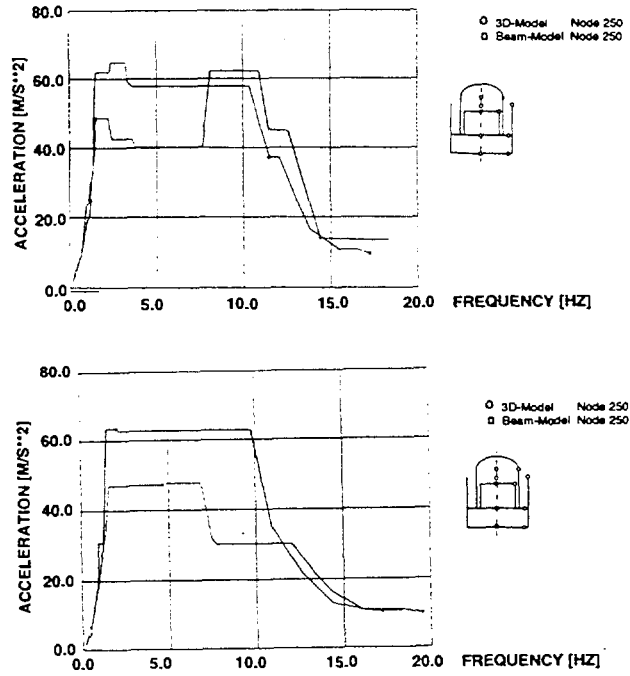 80.0
60.0
40.0
20.0
0.0
ACCELERATION [M/S**2]
0.0 5.0 10.0 15.0 20.0 FREQUENCY [HZ]
3D-Model Node 250
Beam-Model Node 250
80.0
60.0
40.0
20.0
0.0
ACCELERATION [M/S**2]
0.0 5.0 10.0 15.0 20.0 FREQUENCY [HZ]
3D-Model Node 250
Beam-Model Node 250